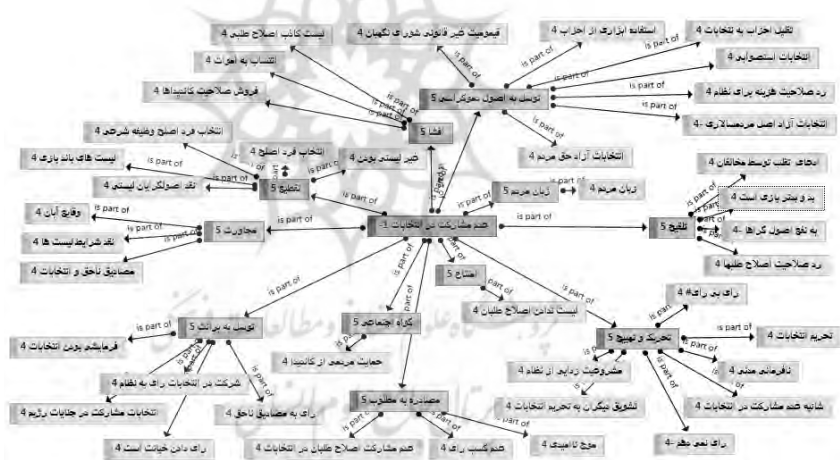 لیست کاذب اصلاح طلبی 4
قیمومیت غیر قانونی شورای نگهبان 4
استفاده ابزاری از احزاب 4
تقلیل احزاب به انتخابات 4
انتخابات استصوابی 4
انتساب به اموات 4
فروش صلاحیت کاندیداها 4
توسل به اصول دموکراسی 5
رد صلاحیت هزینه برای نظام 4
انتخابات آزاد اصل مردمسالاری -4
افشا 5
انتخاب فرد اصلح وظیفه شرعی 4
انتخاب فرد اصلح 4
غیر لیستی بودن 4
انتخابات آزاد حق مردم 4
ادعای تقلب توسط مخالفان 4
لیست های باند بازی 4
نقد اصولگرایان لیستی 4
تقطیع 5
زبان مردم 5
زبان مردم 4
بد و بدتر بازی است 4
وقایع آبان 4
مجاورت 5
عدم مشارکت در انتخابات -1
تلفیح 5
به نفع اصول گراها -4
نقد شرایط لیست ها 4
رد صلاحیت اصلاح طلبها 4
مصادیق ناحق و انتخابات 4
امتناع 5
لیست ندادن اصلاح طلبان 4
رای بی رای# 4
فرمایشی بودن انتخابات 4
توسل به برائت 5
گواه اجتماعی 5
تحریک و تهییج 5
تحریم انتخابات 4
حمایت مردمی از کاندیدا 4
مشروعیت زدایی از نظام 4
نافرمانی مدنی 4
شرکت در انتخابات رای به نظام 4
مصادره به مطلوب 5
تشویق دیگران به تحریم انتخابات 4
شائبه عدم مشارکت در انتخابات 4
انتخابات مشارکت در جنایات رژیم 4
رای به مصادیق ناحق 4
رای دادن خیانت است 4
عدم مشارکت اصلاح طلبان در انتخابات 4
عدم کسب رای 4
موج ناامیدی 4
رای نمی دهم -4
is part of